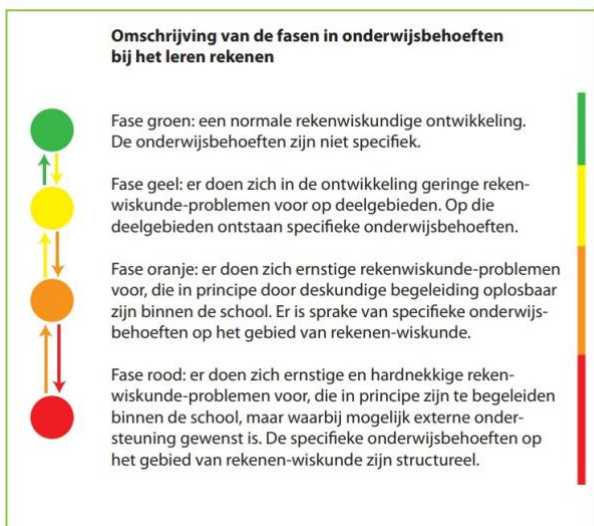 Omschrijving van de fasen in onderwijsbehoeften
bij het leren rekenen
Fase groen: een normale rekenwiskundige ontwikkeling.
De onderwijsbehoeften zijn niet specifiek.
Fase geel: er doen zich in de ontwikkeling geringe reken-
wiskunde-problemen voor op deelgebieden. Op die
deelgebieden ontstaan specifieke onderwijsbehoeften.
Fase oranje: er doen zich ernstige rekenwiskunde-problemen
voor, die in principe door deskundige begeleiding oplosbaar
zijn binnen de school. Er is sprake van specifieke onderwijs-
behoeften op het gebied van rekenen-wiskunde.
Fase rood: er doen zich ernstige en hardnekkige reken-
wiskunde-problemen voor, die in principe zijn te begeleiden
binnen de school, maar waarbij mogelijk externe onder-
steuning gewenst is. De specifieke onderwijsbehoeften op
het gebied van rekenen-wiskunde zijn structureel.